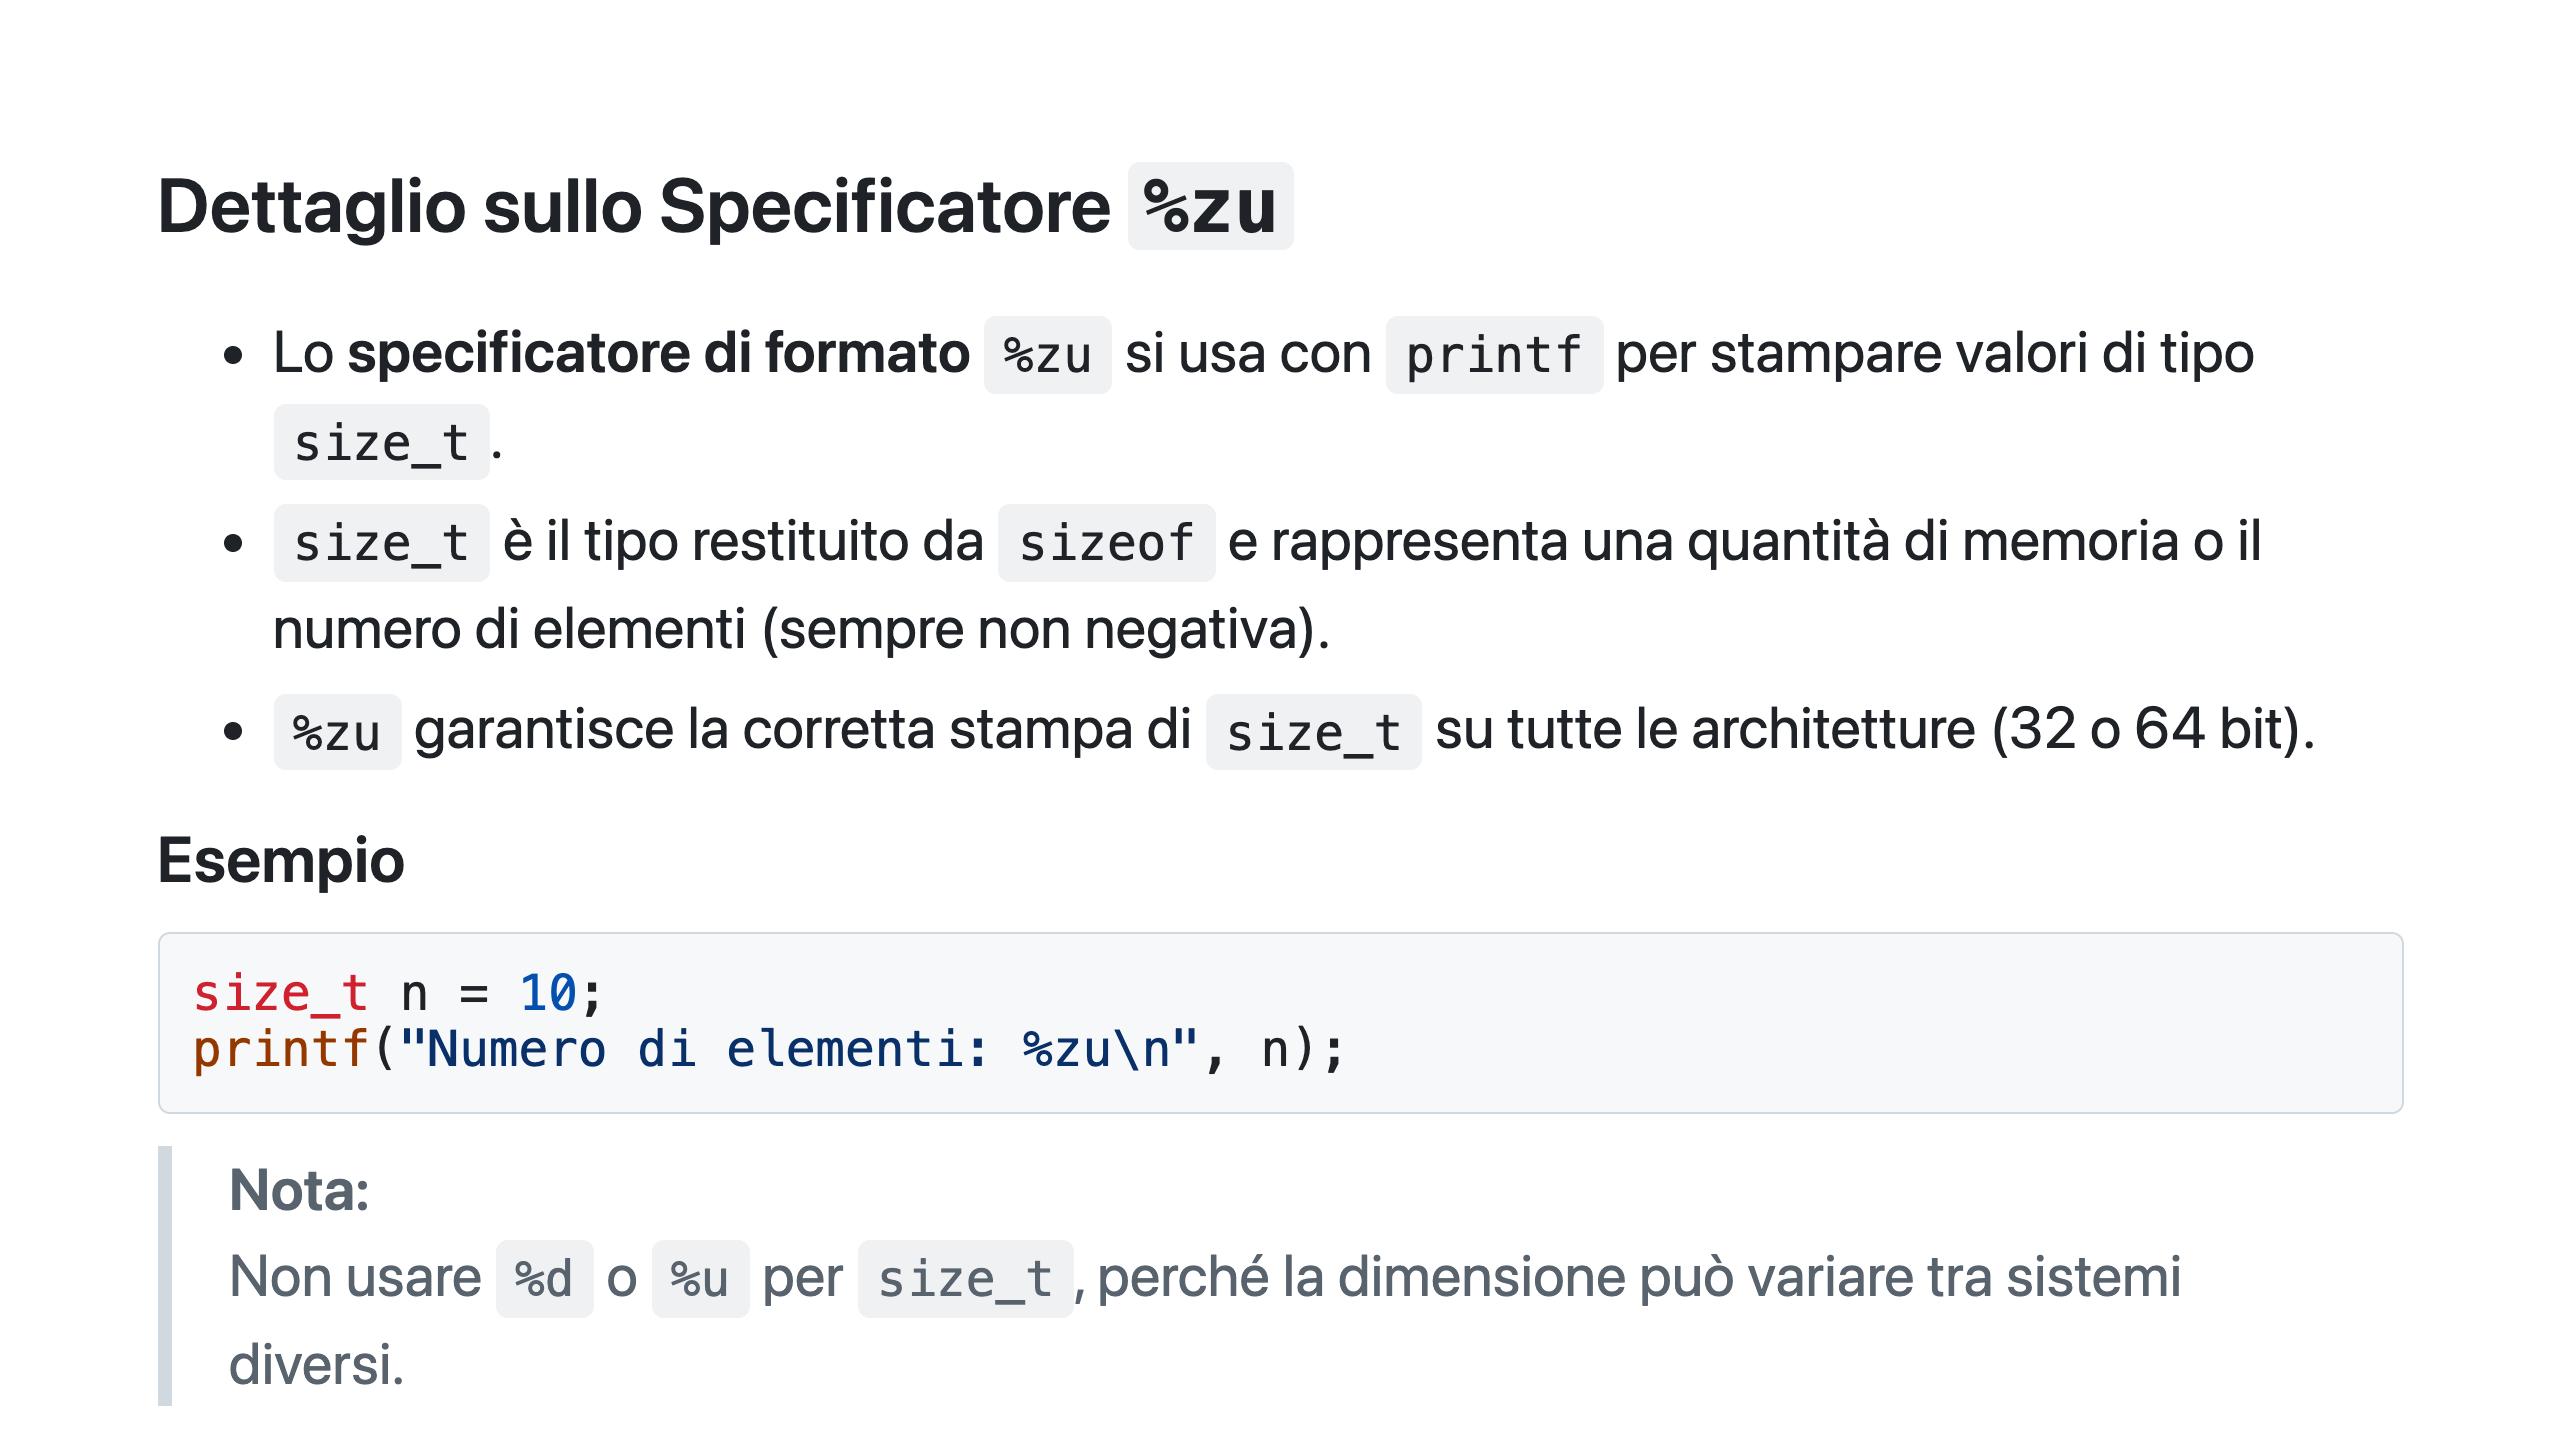 Dettaglio sullo Specificatore %zu
• Lo specificatore di formato %zu si usa con printf per stampare valori di tipo
size_t .
• size_t è il tipo restituito da sizeof e rappresenta una quantità di memoria o il
numero di elementi (sempre non negativa).
• %zu garantisce la corretta stampa di size_t su tutte le architetture (32 o 64 bit).
Esempio
size_t n = 10;
printf("Numero di elementi: %zu\n", n);
Nota:
Non usare %d o %u per size_t , perché la dimensione può variare tra sistemi
diversi.